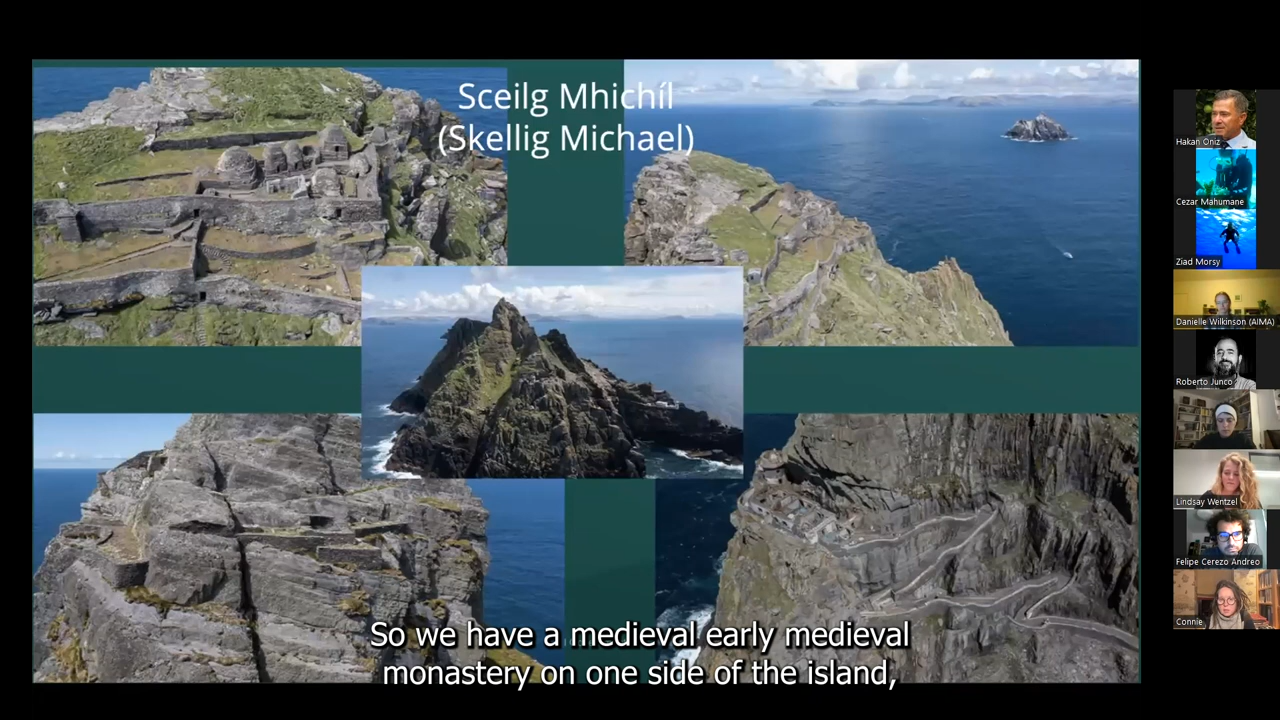 Sceilg Mhichíl
(Skellig Michael)
Hakan Oniz
Cezar Mahumane
Ziad Morsy
Danielle Wilkinson (AIMA)
Roberto Junco
Lindsay Wentzel
Felipe Cerezo Andreo
Connie
So we have a medieval early medieval
monastery on one side of the island,